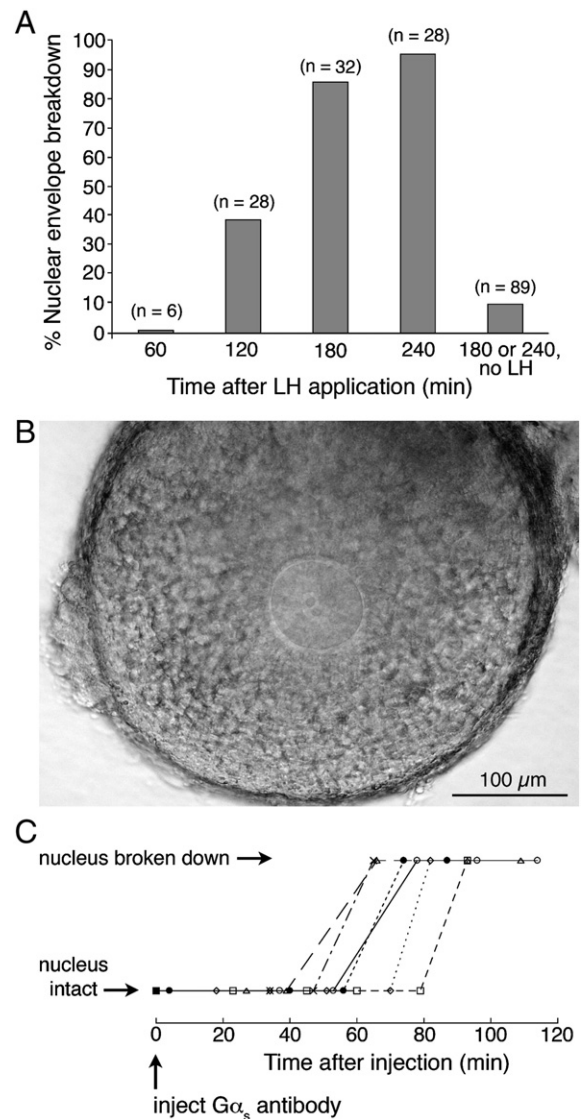 A
% Nuclear envelope breakdown
100
90
80
70
60
50
40
30
20
10
0
(n = 6)
(n = 28)
(n = 32)
(n = 28)
(n = 89)
60
120
180
240
180 or 240,
no LH
Time after LH application (min)
B
100 µm
C
nucleus broken down
nucleus
intact
0
20
40
60
80
100
120
Time after injection (min)
inject Gαs antibody